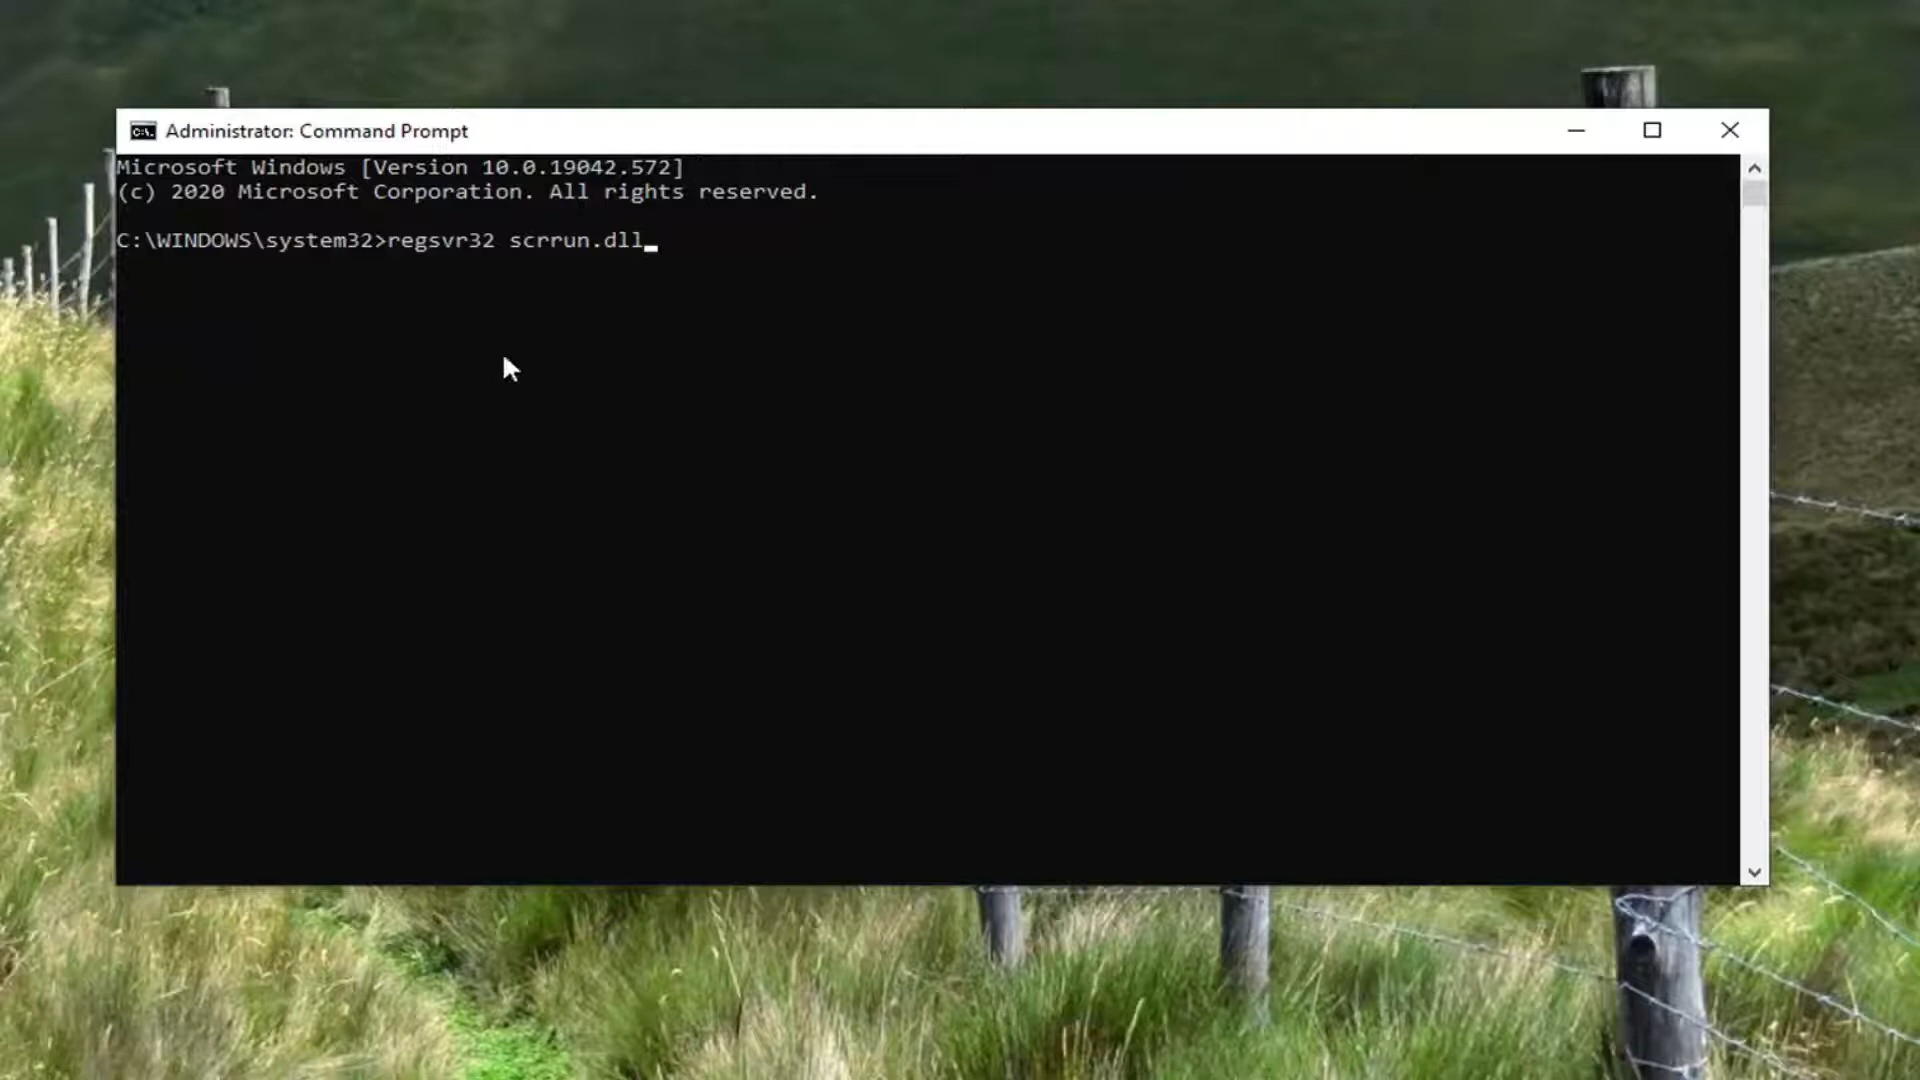 Administrator: Command Prompt
Microsoft Windows [Version 10.0.19042.572]
(c) 2020 Microsoft Corporation. All rights reserved.
C:\WINDOWS\system32>regsvr32 scrrun.dll